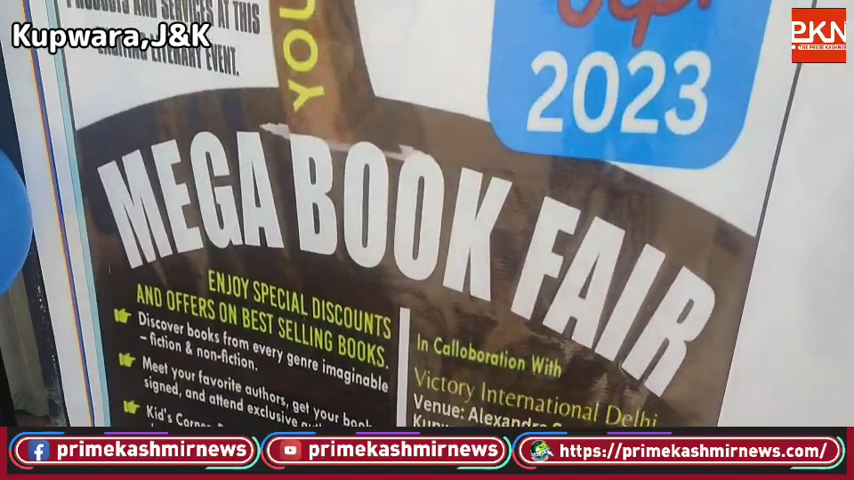 PRODUCTS AND SERVICES AT THIS
LITERARY EVENT.
Kupwara,J&K
YOU
2023
PKN
THE PRIME KASHMIR
MEGA BOOK FAIR
ENJOY SPECIAL DISCOUNTS
AND OFFERS ON BEST SELLING BOOKS.
Discover books from every genre imaginable
– fiction & non-fiction.
Meet your favorite authors, get your book
signed, and attend exclusive
Kid's Corner
In Calloboration With
Victory International Delhi
Venue:
primekashmirnews
primekashmirnews
https://primekashmirnews.com/